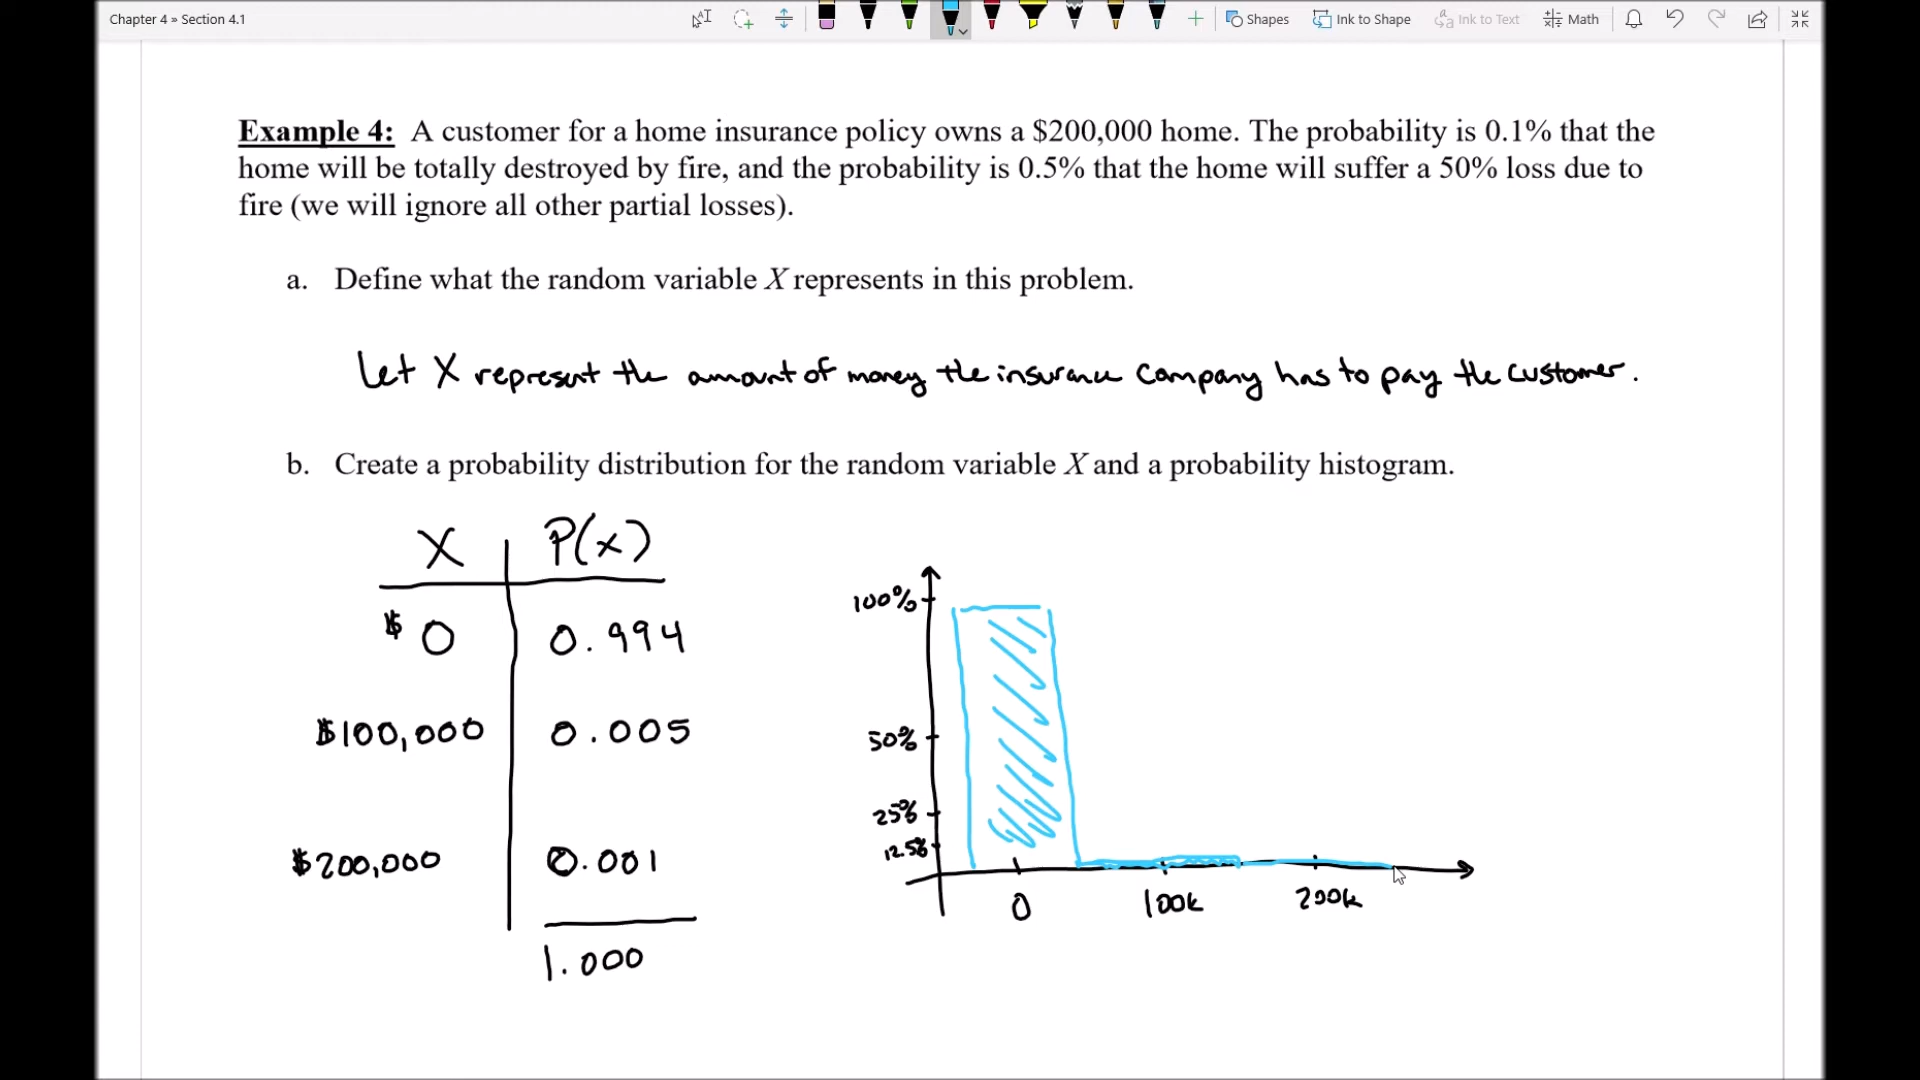 Chapter 4 » Section 4.1
Shapes Ink to Shape Ink to Text Math
Example 4: A customer for a home insurance policy owns a $200,000 home. The probability is 0.1% that the
home will be totally destroyed by fire, and the probability is 0.5% that the home will suffer a 50% loss due to
fire (we will ignore all other partial losses).
a. Define what the random variable X represents in this problem.
Let X represent the amount of money the insurance company has to pay the customer.
b. Create a probability distribution for the random variable X and a probability histogram.
X P(x)
$0 0.994
$100,000 0.005
$200,000 0.001
1.000
100%
50%
25%
12.5%
0 100k 200k